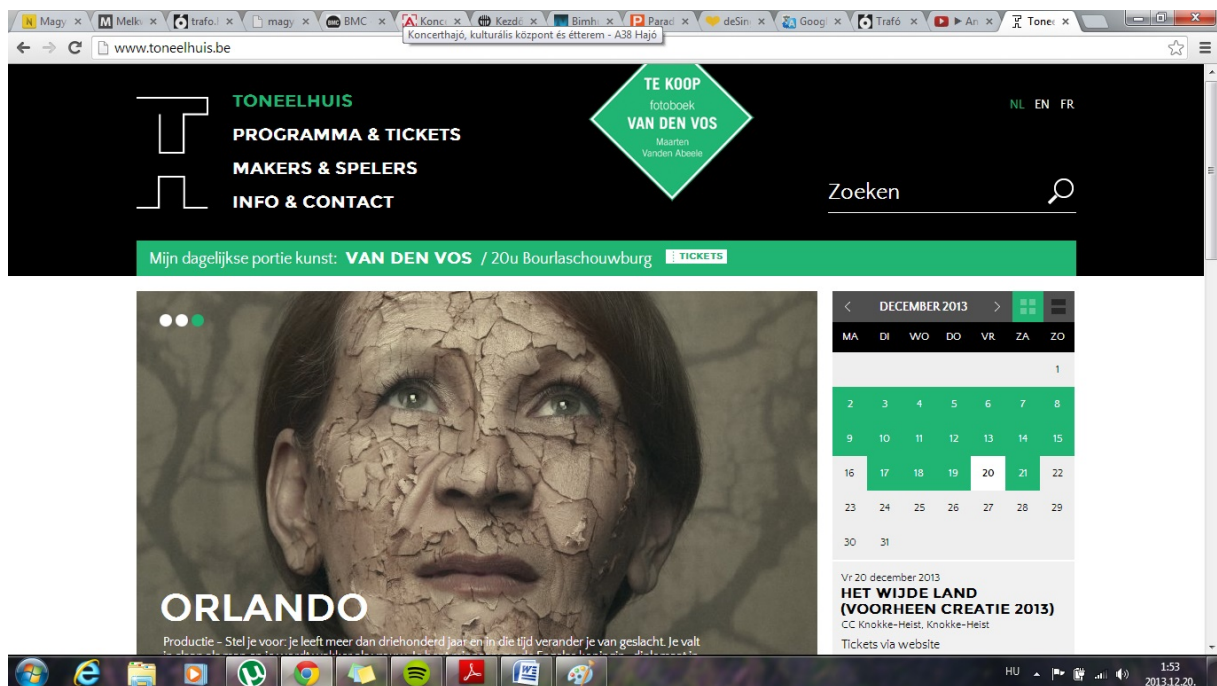 Magy
Melk
trafo.l
magy
BMC
Konc
Kezdő
Bimh
Parad
deSin
Googl
Trafó
An
Tonee
Koncerthajó, kulturális központ és étterem - A38 Hajó
www.toneelhuis.be
TONEELHUIS
PROGRAMMA & TICKETS
MAKERS & SPELERS
INFO & CONTACT
TE KOOP
fotoboek
VAN DEN VOS
Maarten
Vanden Abeele
NL EN FR
Zoeken
Mijn dagelijkse portie kunst: VAN DEN VOS / 20u Bourlaschouwburg TICKETS
ORLANDO
Productie - Stel je voor: je leeft meer dan driehonderd jaar en in die tijd verander je van geslacht. Je valt
DECEMBER 2013
MA DI WO DO VR ZA ZO
1
2 3 4 5 6 7 8
9 10 11 12 13 14 15
16 17 18 19 20 21 22
23 24 25 26 27 28 29
30 31
Vr 20 december 2013
HET WIJDE LAND
(VOORHEEN CREATIE 2013)
CC Knokke-Heist, Knokke-Heist
Tickets via website
HU
1:53
2013.12.20.